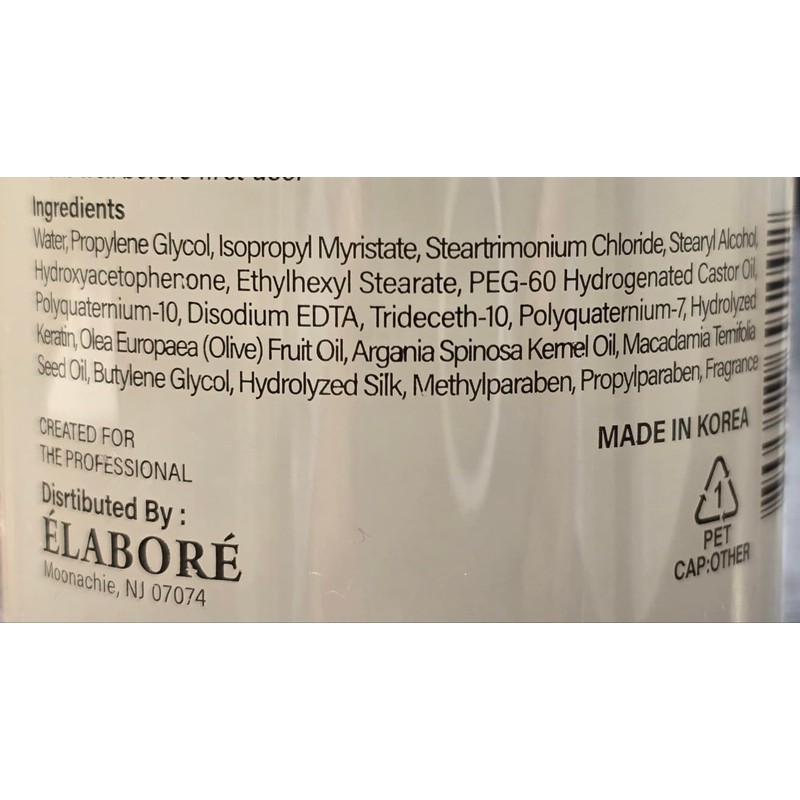 before first use.
Ingredients
Water, Propylene Glycol, Isopropyl Myristate, Steartrimonium Chloride, Stearyl Alcohol,
Hydroxyacetophenone, Ethylhexyl Stearate, PEG-60 Hydrogenated Castor Oil,
Polyquaternium-10, Disodium EDTA, Trideceth-10, Polyquaternium-7, Hydrolyzed
Keratin, Olea Europaea (Olive) Fruit Oil, Argania Spinosa Kernel Oil, Macadamia Ternifolia
Seed Oil, Butylene Glycol, Hydrolyzed Silk, Methylparaben, Propylparaben, Fragrance
MADE IN KOREA
CREATED FOR
THE PROFESSIONAL
Disrtibuted By :
ÉLABORÉ
Moonachie, NJ 07074
1
PET
CAP:OTHER